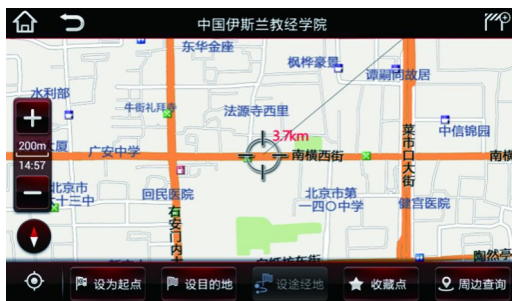 中国伊斯兰教经学院
东华金座
枫桦豪景
谭嗣同故居
水利部
牛街礼拜寺
法源寺西里
3.7km
菜市口大街
中信锦园
200m
大厦
广安中学
南横西街
南横
14:57
北京市
十三中
回民医院
北京市第
一四〇中学
健宫医院
右安门内
陶然亭
设为起点
设目的地
设途经地
收藏点
周边查询